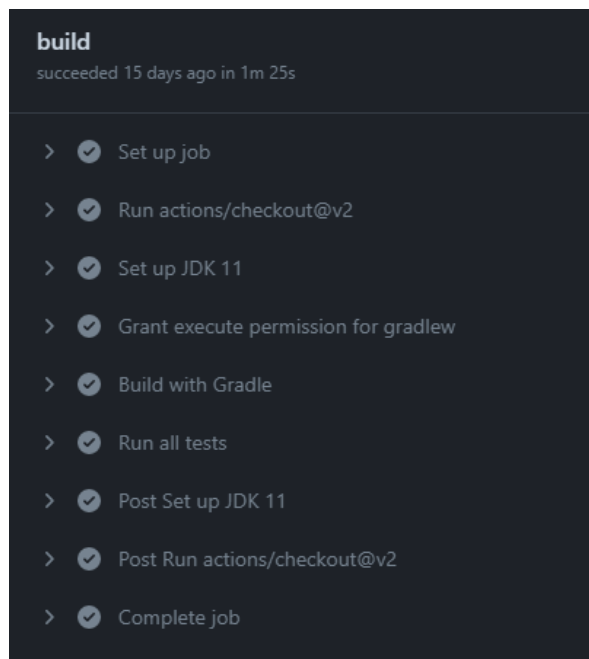 build
succeeded 15 days ago in 1m 25s
Set up job
Run actions/checkout@v2
Set up JDK 11
Grant execute permission for gradlew
Build with Gradle
Run all tests
Post Set up JDK 11
Post Run actions/checkout@v2
Complete job